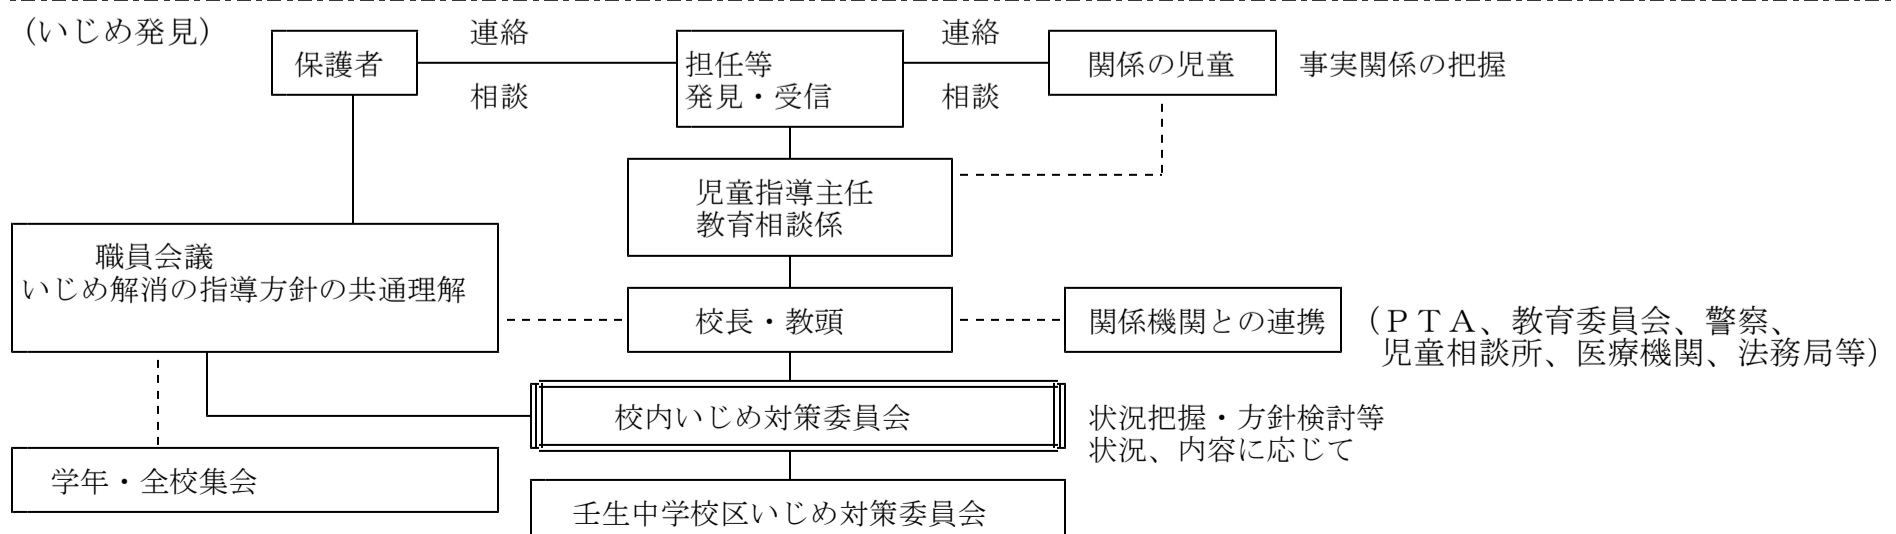 （いじめ発見）
保護者
連絡
相談
担任等
発見・受信
連絡
相談
関係の児童
事実関係の把握
児童指導主任
教育相談係
職員会議
いじめ解消の指導方針の共通理解
校長・教頭
関係機関との連携
（ＰＴＡ、教育委員会、警察、
児童相談所、医療機関、法務局等）
校内いじめ対策委員会
状況把握・方針検討等
状況、内容に応じて
学年・全校集会
壬生中学校区いじめ対策委員会